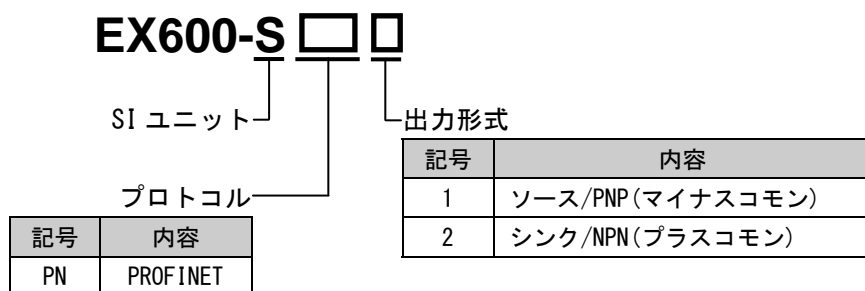 EX600-S □ □
SI ユニット
出力形式
記号 内容
1 ソース/PNP(マイナスコモン)
2 シンク/NPN(プラスコモン)
プロトコル
記号 内容
PN PROFINET